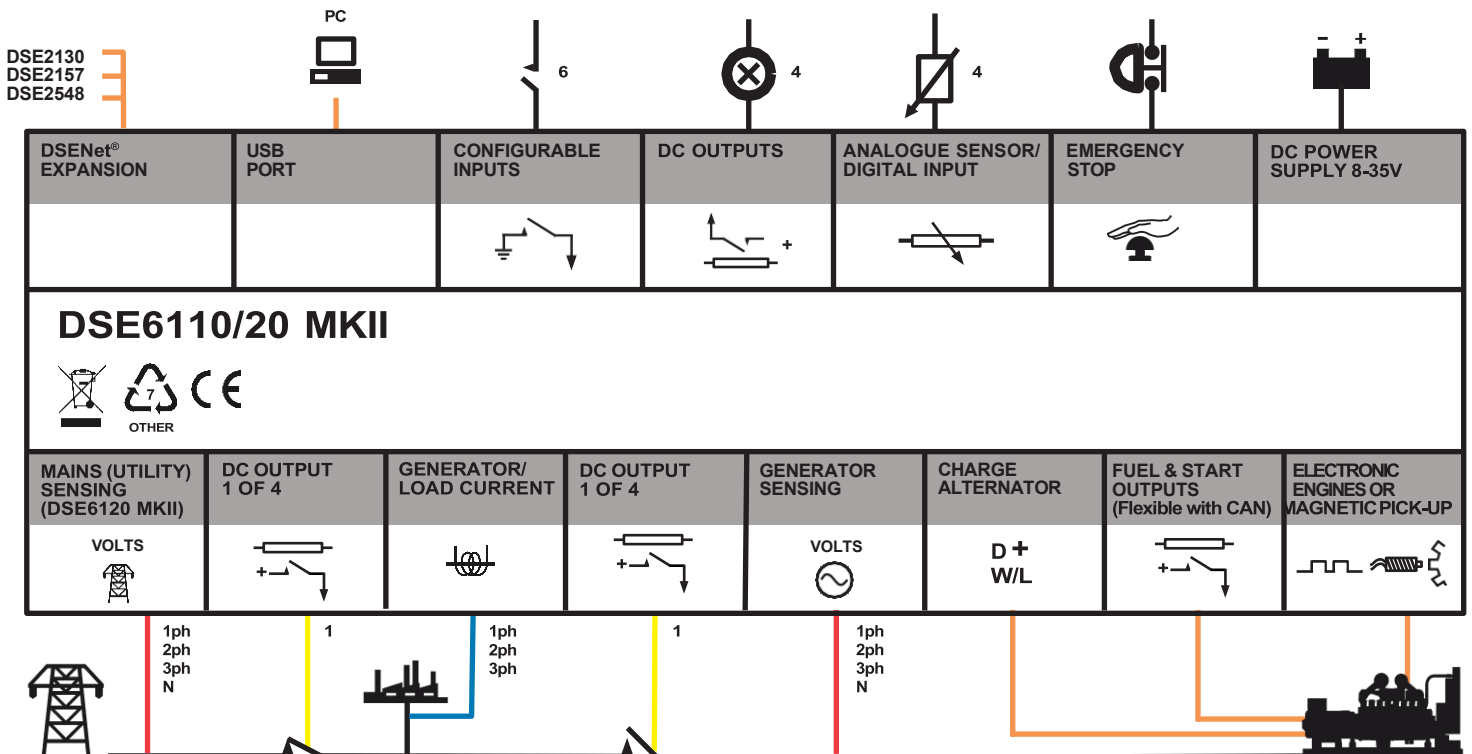 PC
DSE2130
DSE2157
DSE2548
6
4
4
- +
DSENet®
EXPANSION
USB
PORT
CONFIGURABLE
INPUTS
DC OUTPUTS
ANALOGUE SENSOR/
DIGITAL INPUT
EMERGENCY
STOP
DC POWER
SUPPLY 8-35V
+
DSE6110/20 MKII
7
OTHER
CE
MAINS (UTILITY)
SENSING
(DSE6120 MKII)
DC OUTPUT
1 OF 4
GENERATOR/
LOAD CURRENT
DC OUTPUT
1 OF 4
GENERATOR
SENSING
CHARGE
ALTERNATOR
FUEL & START
OUTPUTS
(Flexible with CAN)
ELECTRONIC
ENGINES OR
MAGNETIC PICK-UP
VOLTS
+
+
VOLTS
D+
W/L
+
1ph
2ph
3ph
N
1
1ph
2ph
3ph
1
1ph
2ph
3ph
N